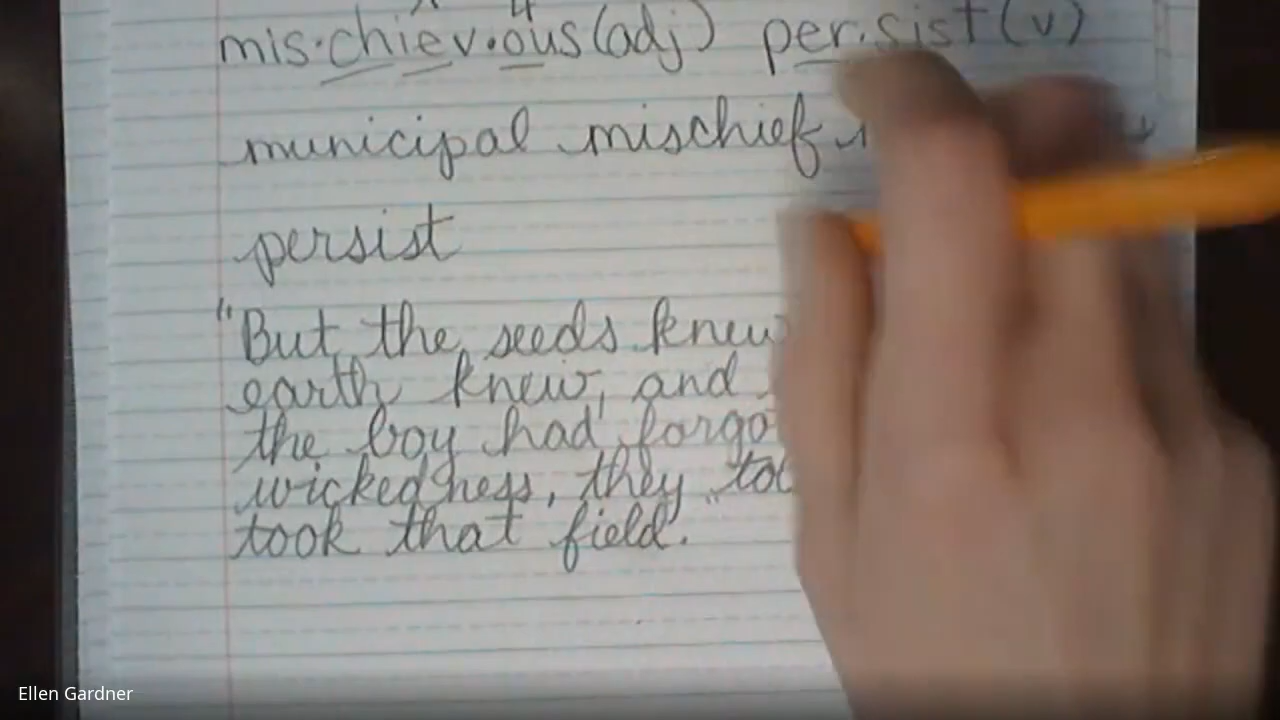 mis·chiev·ous (adj) per·sist (v)
municipal mischief
persist
"But the seeds knew
earth knew, and
the boy had
wickedness, they
took that field."
Ellen Gardner